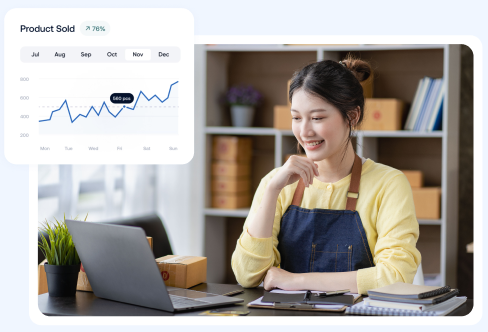 Product Sold ↗ 76%
Jul Aug Sep Oct Nov Dec
800
600
560 pcs
400
200
Mon Tue Wed Fri Sat Sun